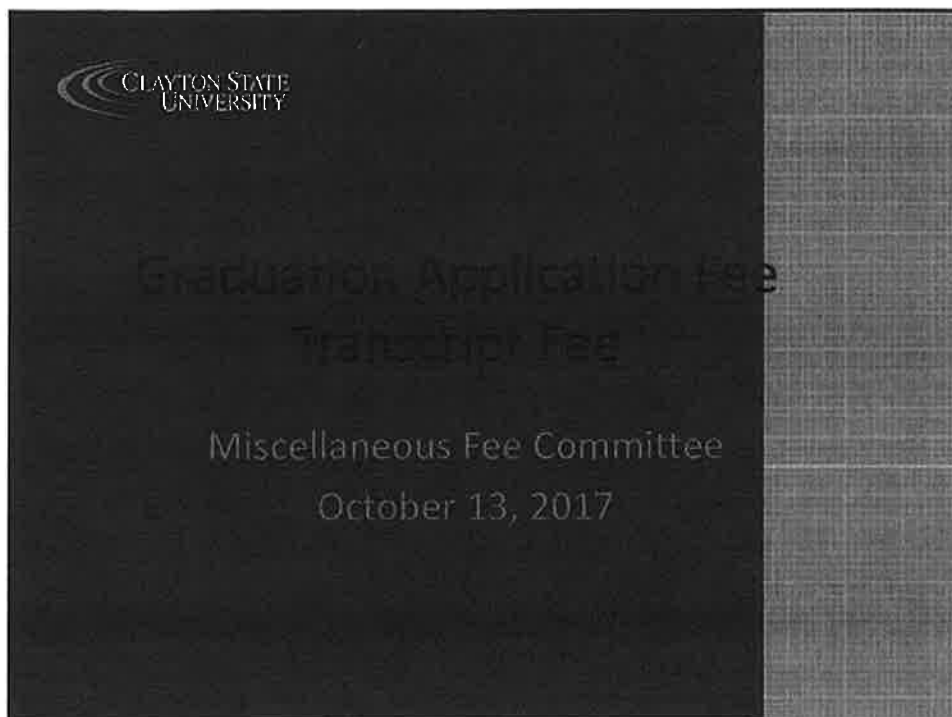 CLAYTON STATE
UNIVERSITY
Graduation Application Fee
Transcript Fee
Miscellaneous Fee Committee
October 13, 2017